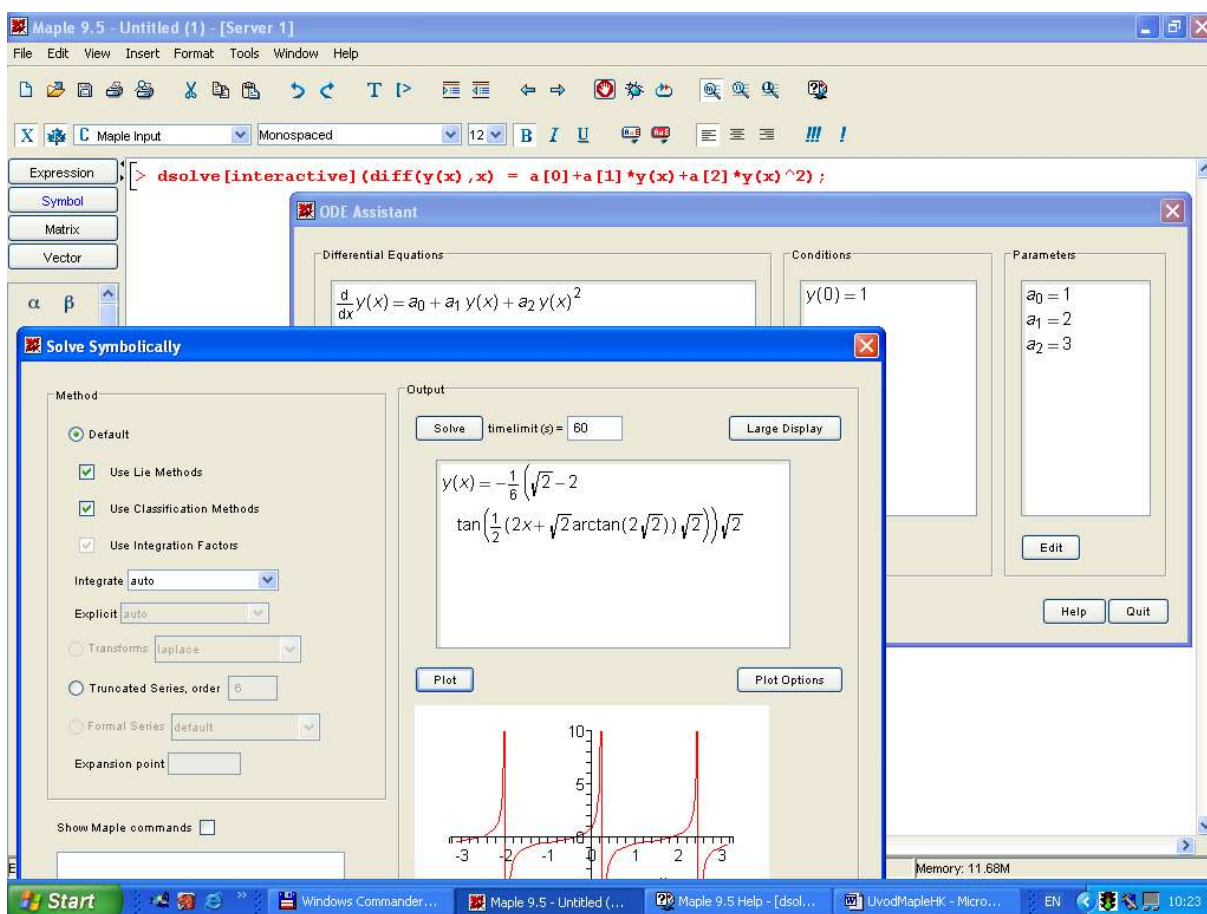 Maple 9.5 - Untitled (1) - [Server 1]
File Edit View Insert Format Tools Window Help
X C Maple Input Monospaced 12 B I U !!! !
Expression
Symbol
Matrix
Vector
α β
> dsolve[interactive](diff(y(x),x) = a[0]+a[1]*y(x)+a[2]*y(x)^2);
ODE Assistant
Differential Equations
d/dx y(x) = a₀ + a₁ y(x) + a₂ y(x)²
Conditions
y(0) = 1
Parameters
a₀ = 1
a₁ = 2
a₂ = 3
Edit
Help Quit
Solve Symbolically
Method
Default
Use Lie Methods
Use Classification Methods
Use Integration Factors
Integrate auto
Explicit auto
Transforms laplace
Truncated Series, order 6
Formal Series default
Expansion point
Show Maple commands
Output
Solve timelimit (s) = 60 Large Display
y(x) = -1/6 (√2 - 2
tan(1/2 (2x + √2 arctan(2√2)) √2)) √2
Plot Plot Options
10
5
0
-3 -2 -1 0 1 2 3
Memory: 11.68M
Start Windows Commander... Maple 9.5 - Untitled (... Maple 9.5 Help - [dsol... UvodMapleHK - Micro... EN 10:23